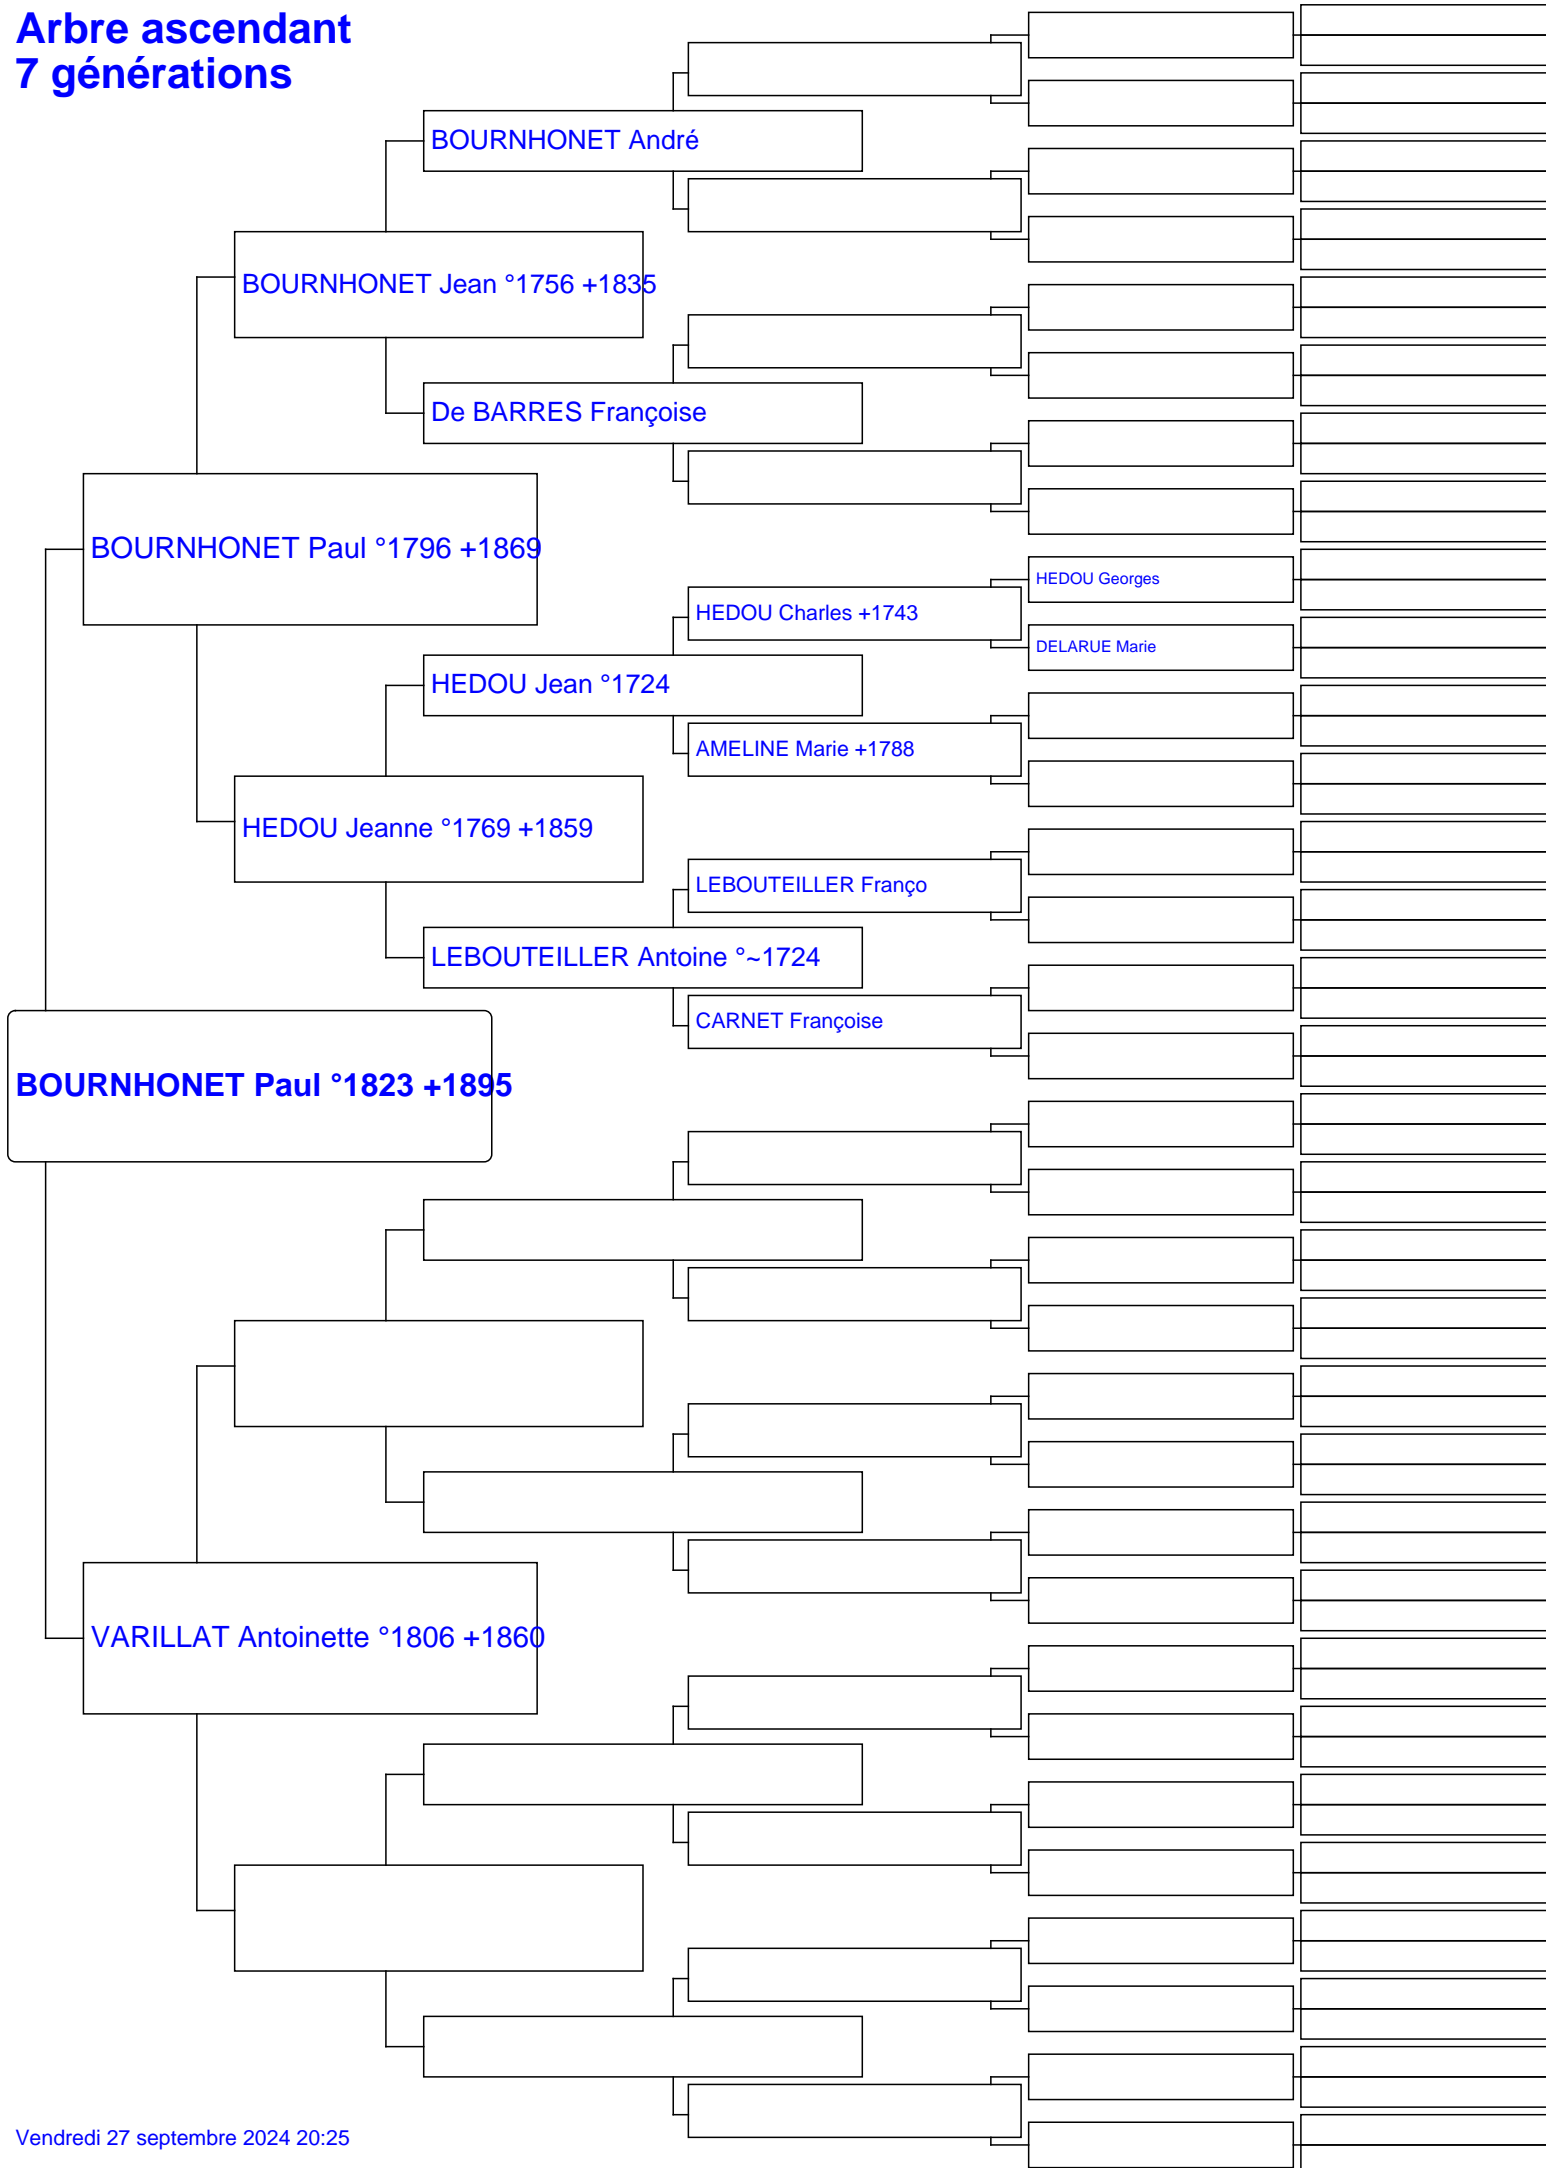 Arbre ascendant
7 générations
BOURNHONET André
BOURNHONET Jean °1756 +1835
De BARRES Françoise
BOURNHONET Paul °1796 +1869
HEDOU Georges
HEDOU Charles +1743
DELARUE Marie
HEDOU Jean °1724
AMELINE Marie +1788
HEDOU Jeanne °1769 +1859
LEBOUTEILLER Franço
LEBOUTEILLER Antoine °~1724
CARNET Françoise
BOURNHONET Paul °1823 +1895
VARILLAT Antoinette °1806 +1860
Vendredi 27 septembre 2024 20:25